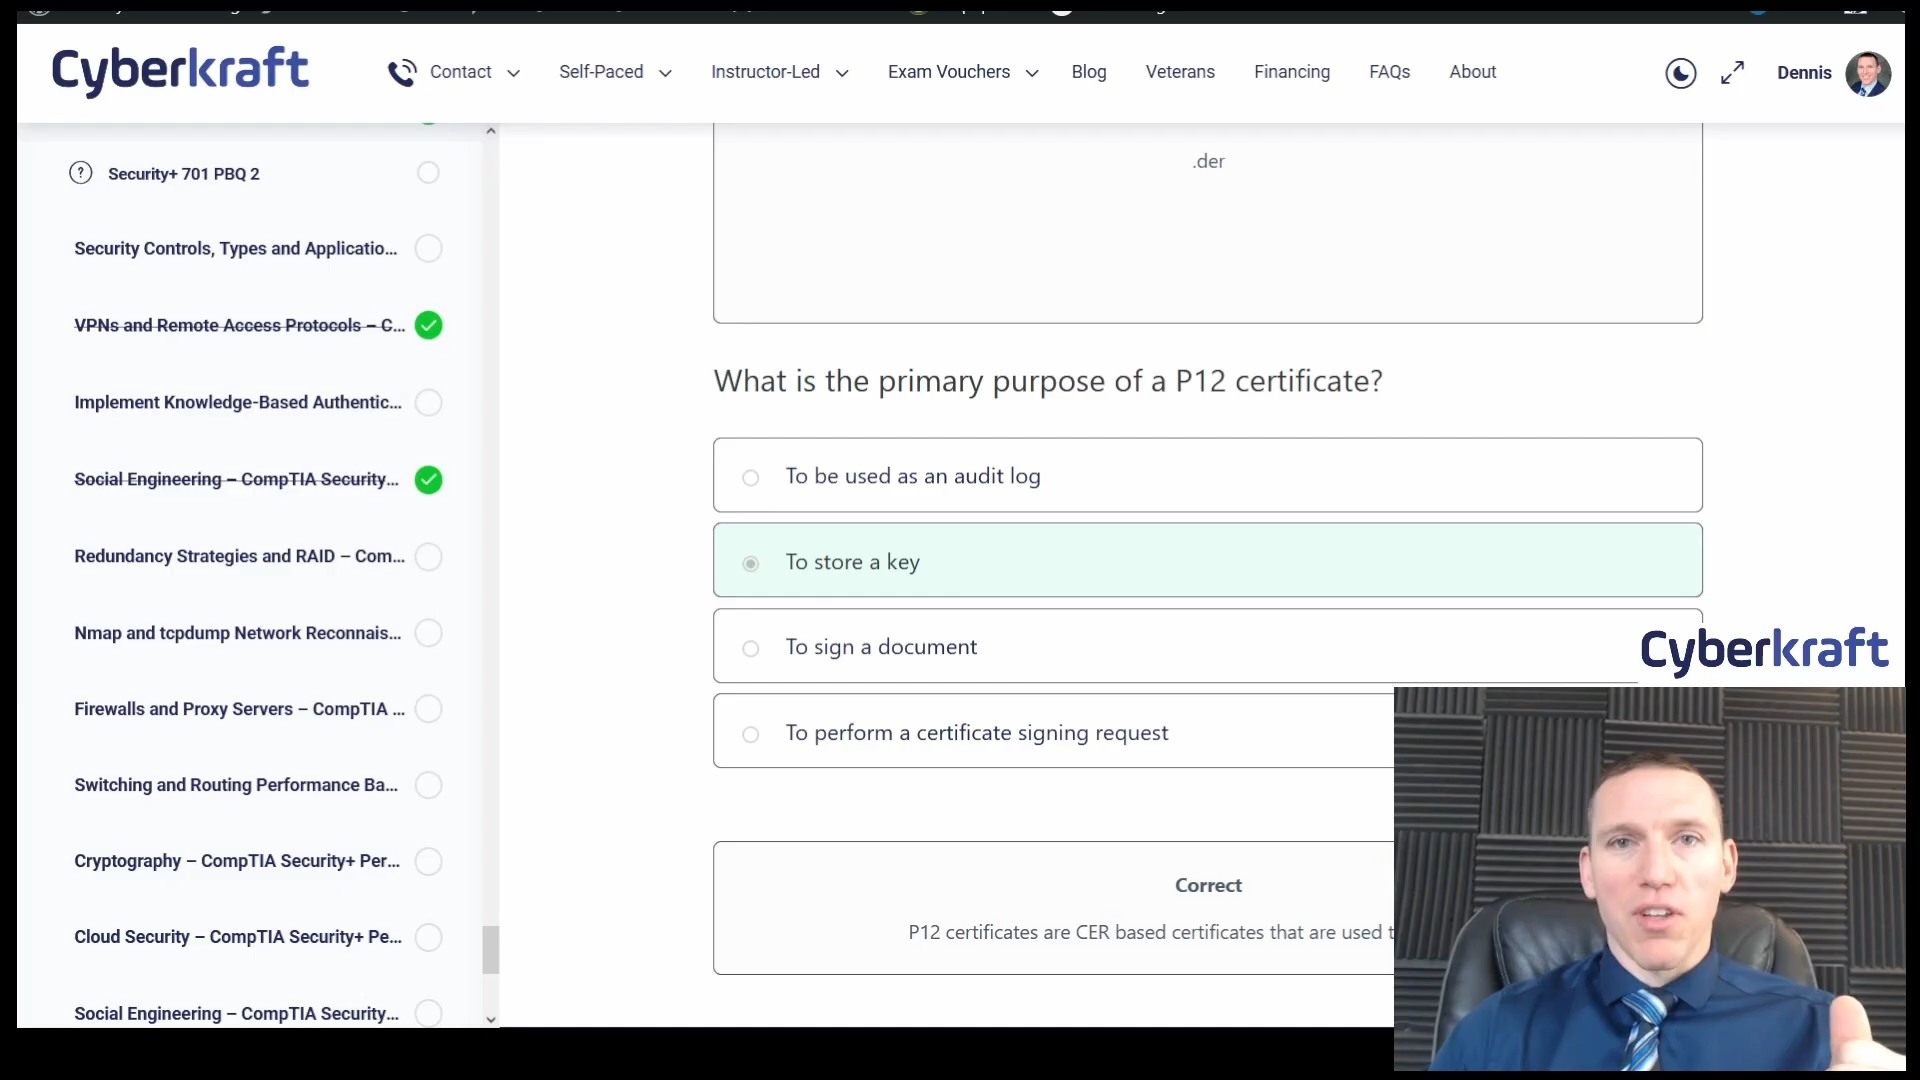 Cyberkraft
Contact
Self-Paced
Instructor-Led
Exam Vouchers
Blog
Veterans
Financing
FAQs
About
Dennis
Security+ 701 PBQ 2
Security Controls, Types and Applicatio...
VPNs and Remote Access Protocols – C...
Implement Knowledge-Based Authentic...
Social Engineering – CompTIA Security...
Redundancy Strategies and RAID – Com...
Nmap and tcpdump Network Reconnais...
Firewalls and Proxy Servers – CompTIA ...
Switching and Routing Performance Ba...
Cryptography – CompTIA Security+ Per...
Cloud Security – CompTIA Security+ Pe...
Social Engineering – CompTIA Security...
.der
What is the primary purpose of a P12 certificate?
To be used as an audit log
To store a key
To sign a document
To perform a certificate signing request
Correct
P12 certificates are CER based certificates that are used t
Cyberkraft